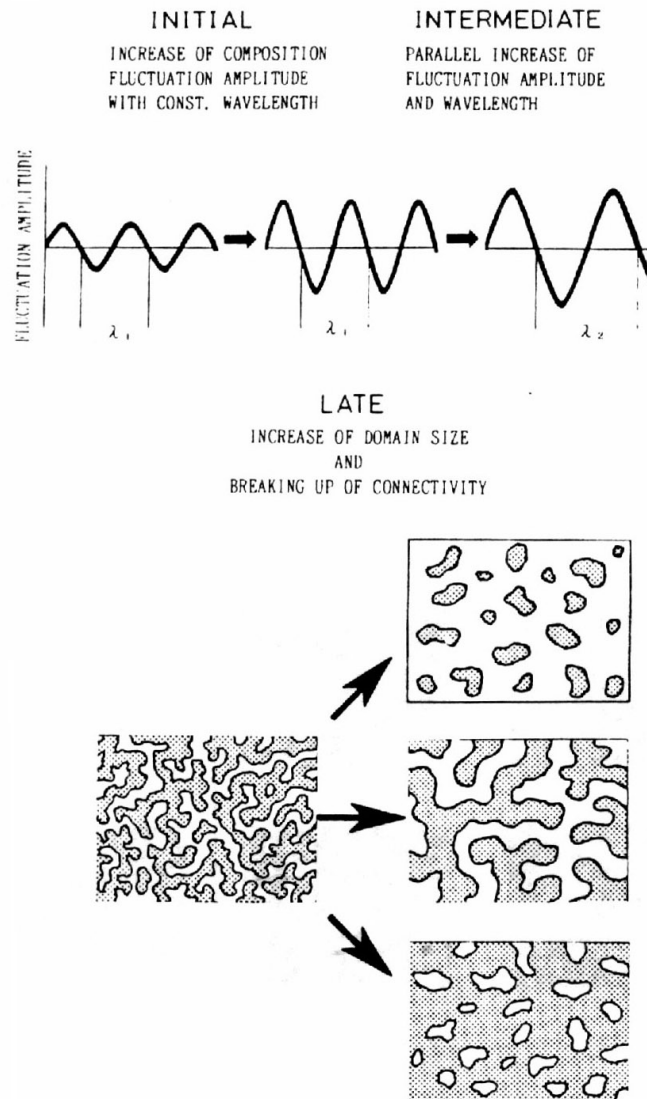 INITIAL
INCREASE OF COMPOSITION
FLUCTUATION AMPLITUDE
WITH CONST. WAVELENGTH
INTERMEDIATE
PARALLEL INCREASE OF
FLUCTUATION AMPLITUDE
AND WAVELENGTH
FLUCTUATION AMPLITUDE
λ₁
λ₁
λ₂
LATE
INCREASE OF DOMAIN SIZE
AND
BREAKING UP OF CONNECTIVITY